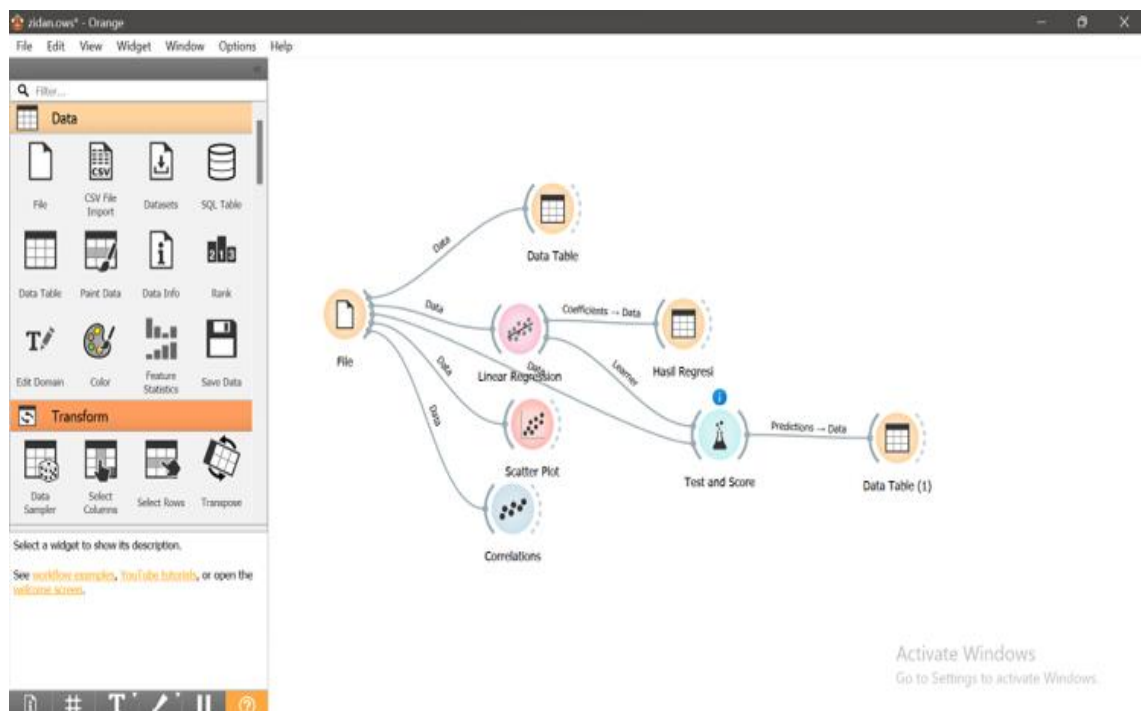 zidan.ows* - Orange
File Edit View Widget Window Options Help
Filter...
Data
File
CSV File Import
Datasets
SQL Table
Data Table
Paint Data
Data Info
Rank
Edit Domain
Color
Feature Statistics
Save Data
Transform
Data Sampler
Select Columns
Select Rows
Transpose
Select a widget to show its description.
See workflow examples, YouTube tutorials, or open the
welcome screen.
Data
Data Table
File
Data
Linear Regression
Coefficients → Data
Hasil Regresi
Data
Data
Learner
Scatter Plot
Data
Test and Score
Predictions → Data
Data Table (1)
Correlations
Activate Windows
Go to Settings to activate Windows.